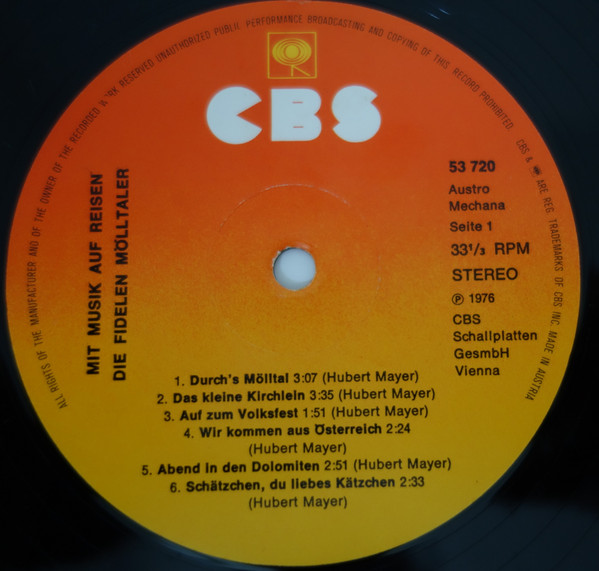 ALL RIGHTS OF THE MANUFACTURER AND OF THE OWNER OF THE RECORDED WORK RESERVED UNAUTHORIZED PUBLIC PERFORMANCE BROADCASTING AND COPYING OF THIS RECORD PROHIBITED. CBS & ARE REG. TRADEMARKS OF CBS INC. MADE IN AUSTRIA
CBS
MIT MUSIK AUF REISEN
DIE FIDELEN MÖLLTALER
53 720
Austro
Mechana
Seite 1
33 1/3 RPM
STEREO
℗ 1976
CBS
Schallplatten
GesmbH
Vienna
1. Durch's Mölltal 3:07 (Hubert Mayer)
2. Das kleine Kirchlein 3:35 (Hubert Mayer)
3. Auf zum Volksfest 1:51 (Hubert Mayer)
4. Wir kommen aus Österreich 2:24
(Hubert Mayer)
5. Abend in den Dolomiten 2:51 (Hubert Mayer)
6. Schätzchen, du liebes Kätzchen 2:33
(Hubert Mayer)